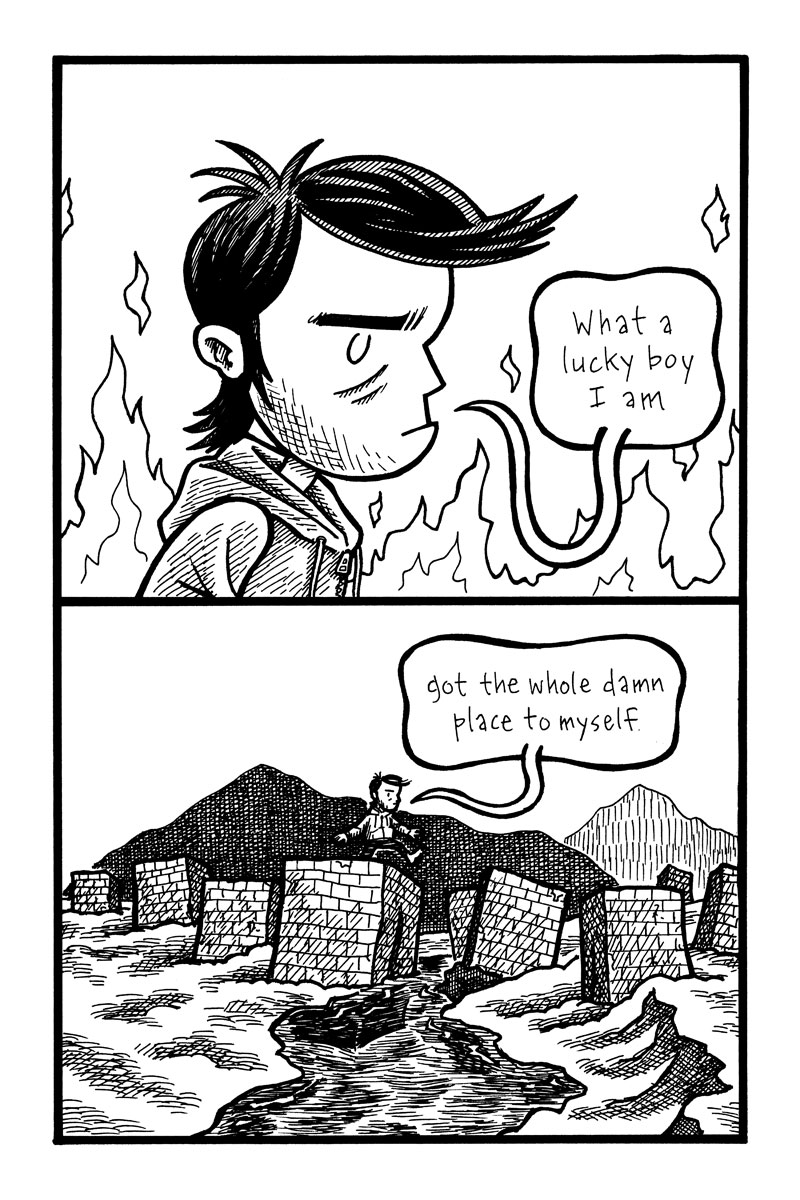 What a
lucky boy
I am
got the whole damn
place to myself.